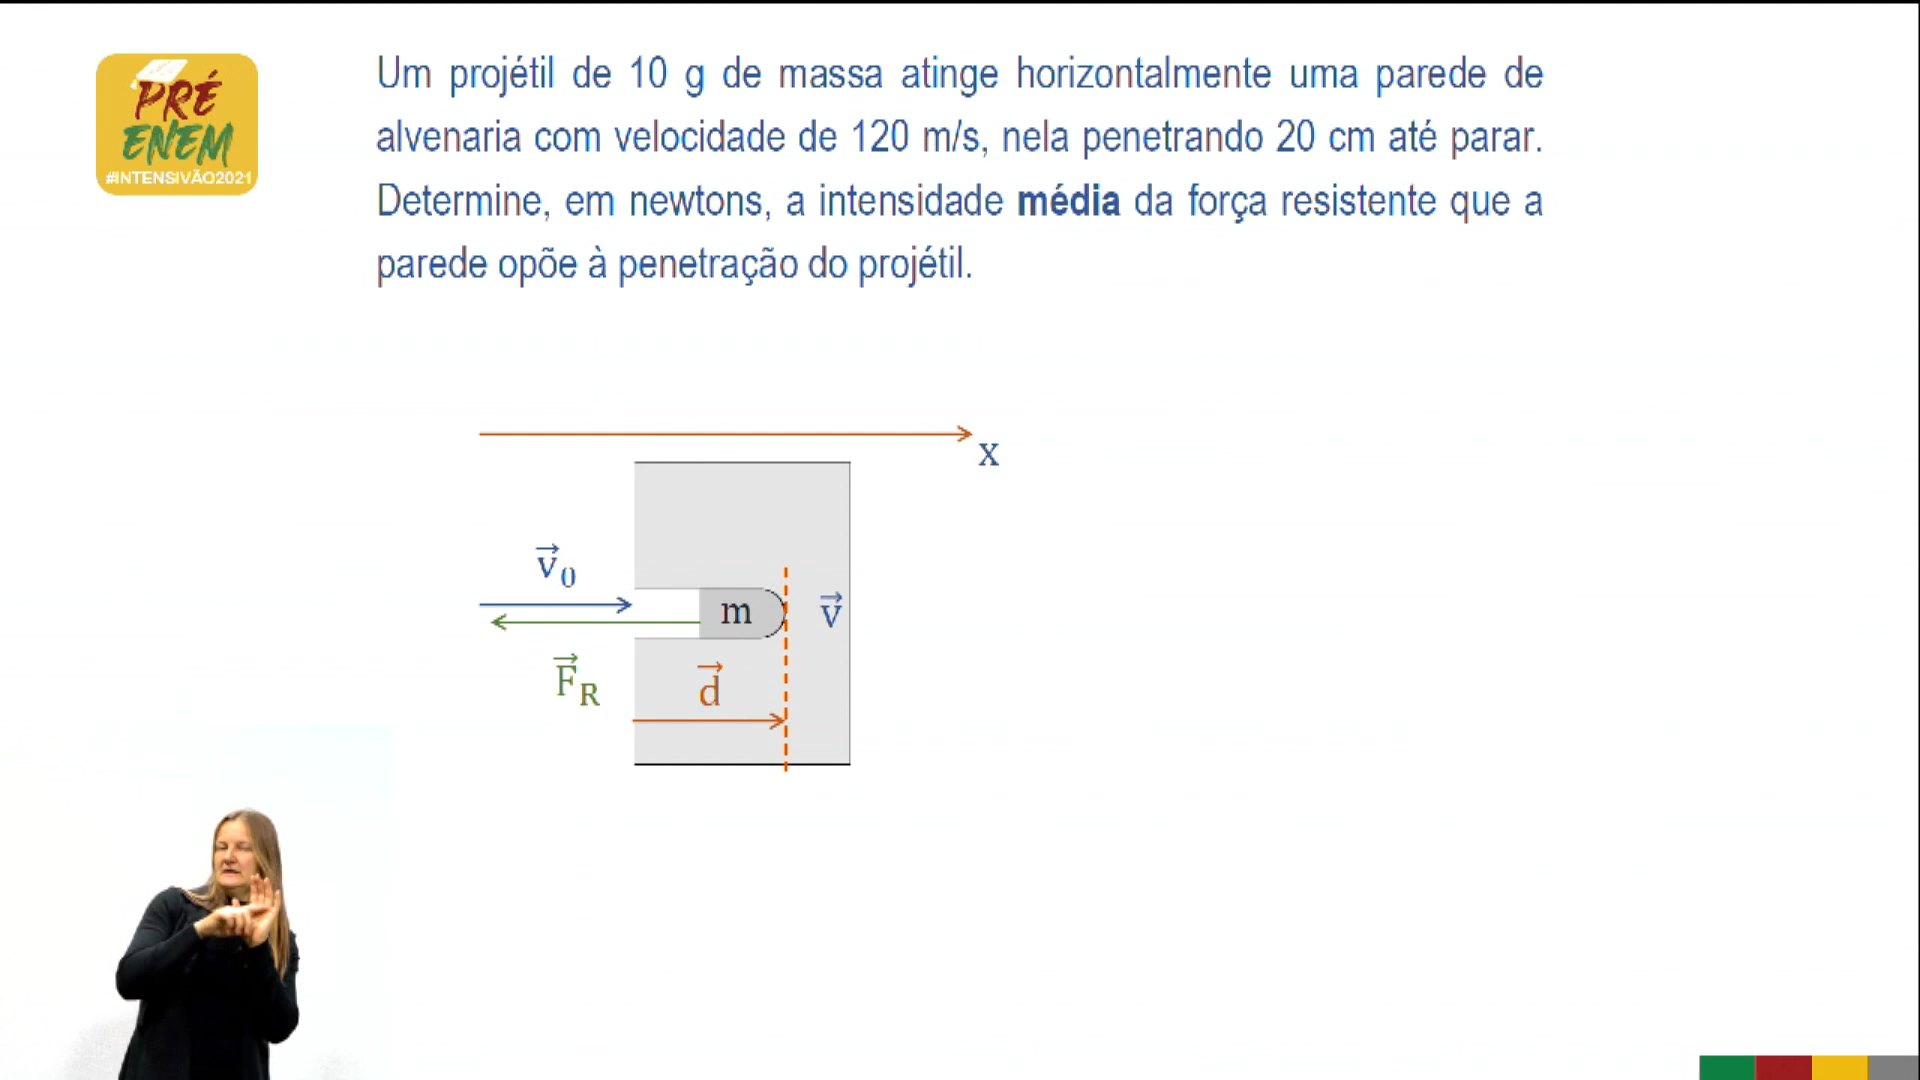 PRÉ
ENEM
#INTENSIVÃO2021
Um projétil de 10 g de massa atinge horizontalmente uma parede de
alvenaria com velocidade de 120 m/s, nela penetrando 20 cm até parar.
Determine, em newtons, a intensidade média da força resistente que a
parede opõe à penetração do projétil.
x
v⃗₀
m
v⃗
F⃗R
d⃗